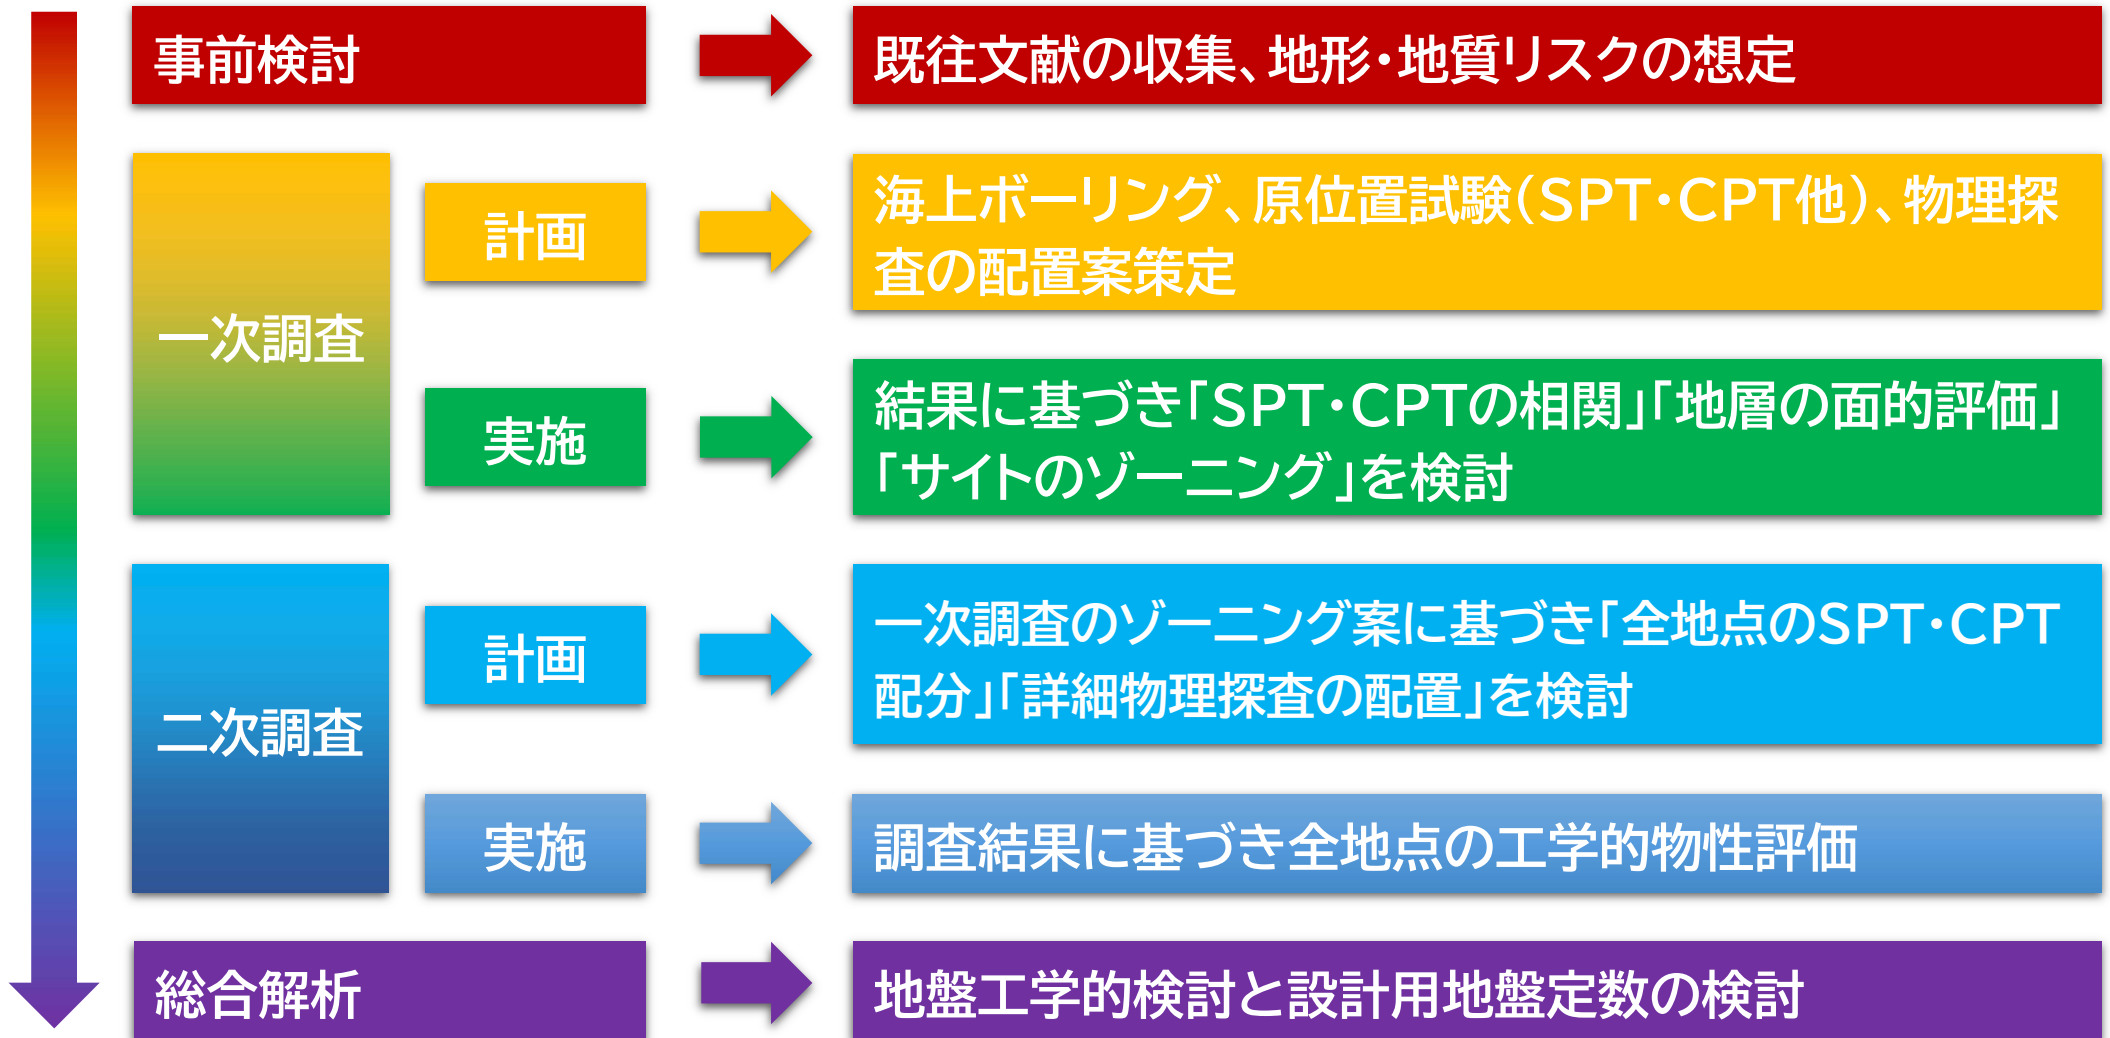 事前検討
既往文献の収集、地形・地質リスクの想定
一次調査
計画
海上ボーリング、原位置試験（SPT・CPT他）、物理探
査の配置案策定
実施
結果に基づき「SPT・CPTの相関」「地層の面的評価」
「サイトのゾーニング」を検討
二次調査
計画
一次調査のゾーニング案に基づき「全地点のSPT・CPT
配分」「詳細物理探査の配置」を検討
実施
調査結果に基づき全地点の工学的物性評価
総合解析
地盤工学的検討と設計用地盤定数の検討